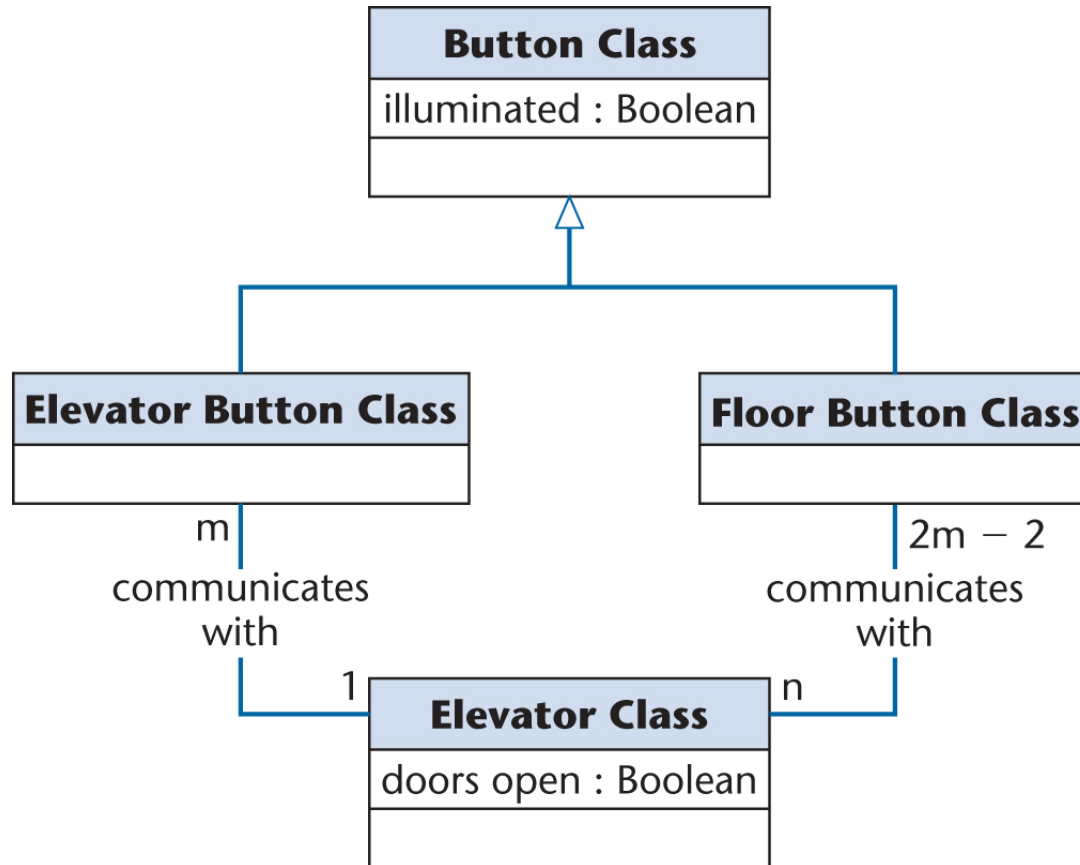 Button Class
illuminated : Boolean
Elevator Button Class
Floor Button Class
m
2m − 2
communicates
with
communicates
with
1
n
Elevator Class
doors open : Boolean